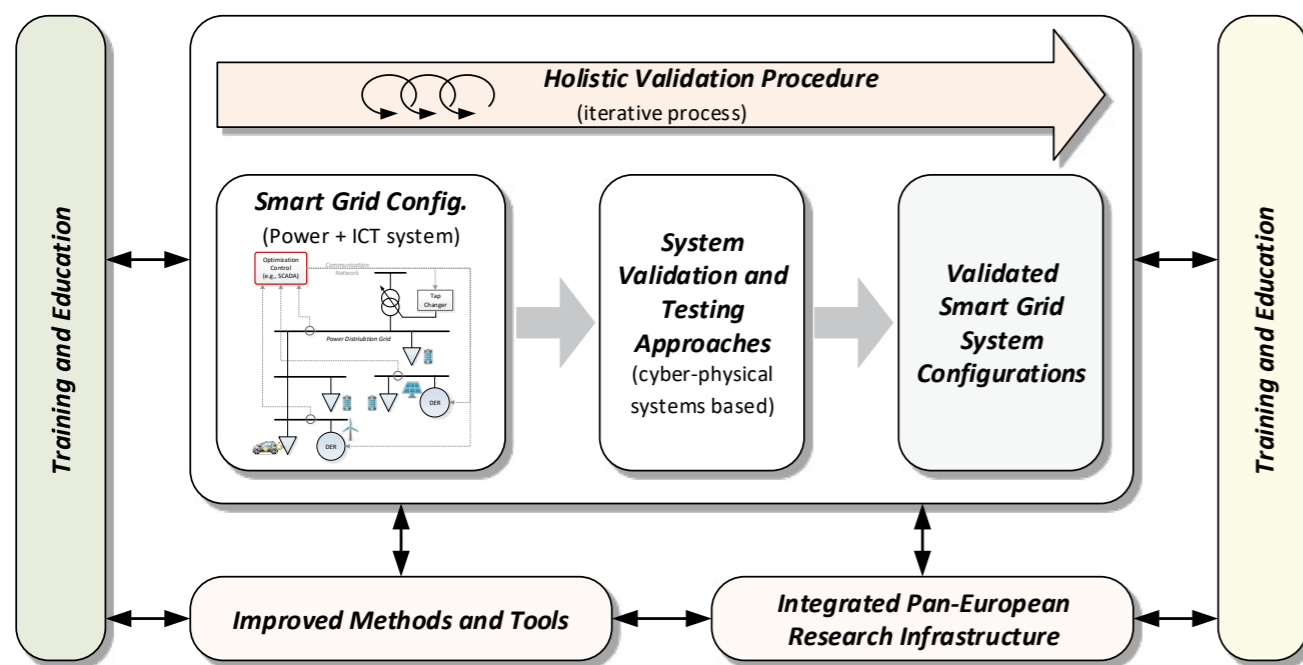 Training and Education
Holistic Validation Procedure
(iterative process)
Smart Grid Config.
(Power + ICT system)
Optimization
Control
(e.g., SCADA)
Communication
Network
Tap
Changer
Power Distriubtion Grid
DER
DER
System
Validation and
Testing
Approaches
(cyber-physical
systems based)
Validated
Smart Grid
System
Configurations
Training and Education
Improved Methods and Tools
Integrated Pan-European
Research Infrastructure